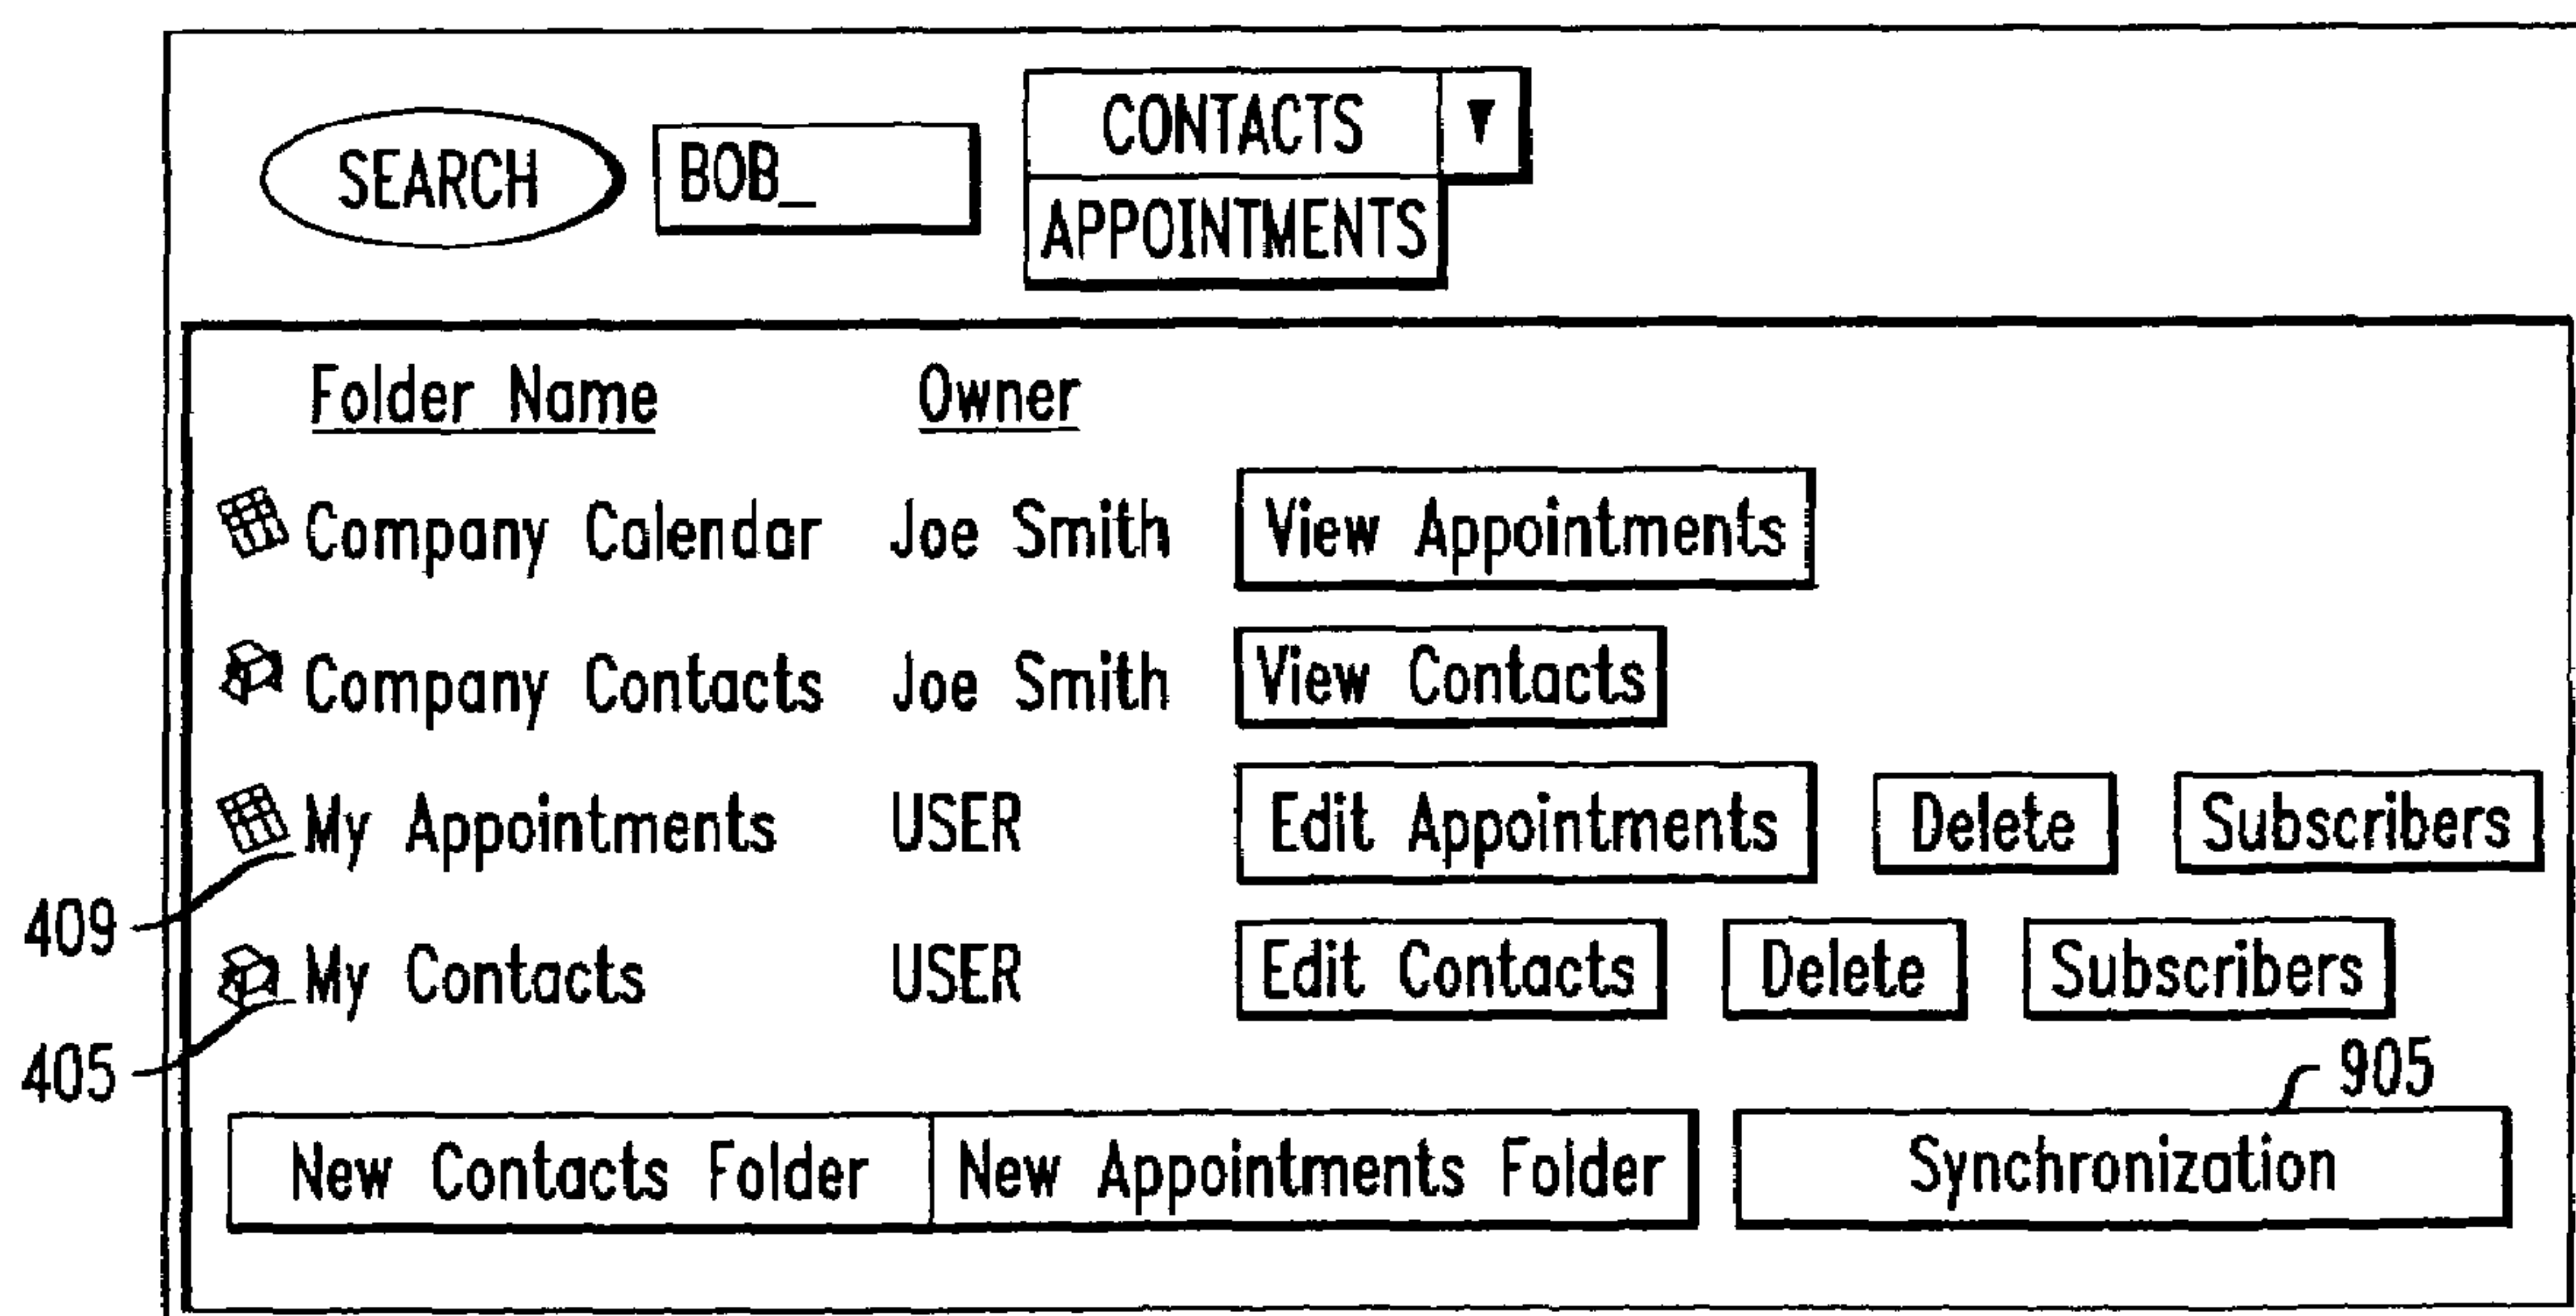 CONTACTS
SEARCH BOB_
APPOINTMENTS
Folder Name Owner
Company Calendar Joe Smith View Appointments
Company Contacts Joe Smith View Contacts
My Appointments USER Edit Appointments Delete Subscribers
409
My Contacts USER Edit Contacts Delete Subscribers
405
905
New Contacts Folder New Appointments Folder Synchronization